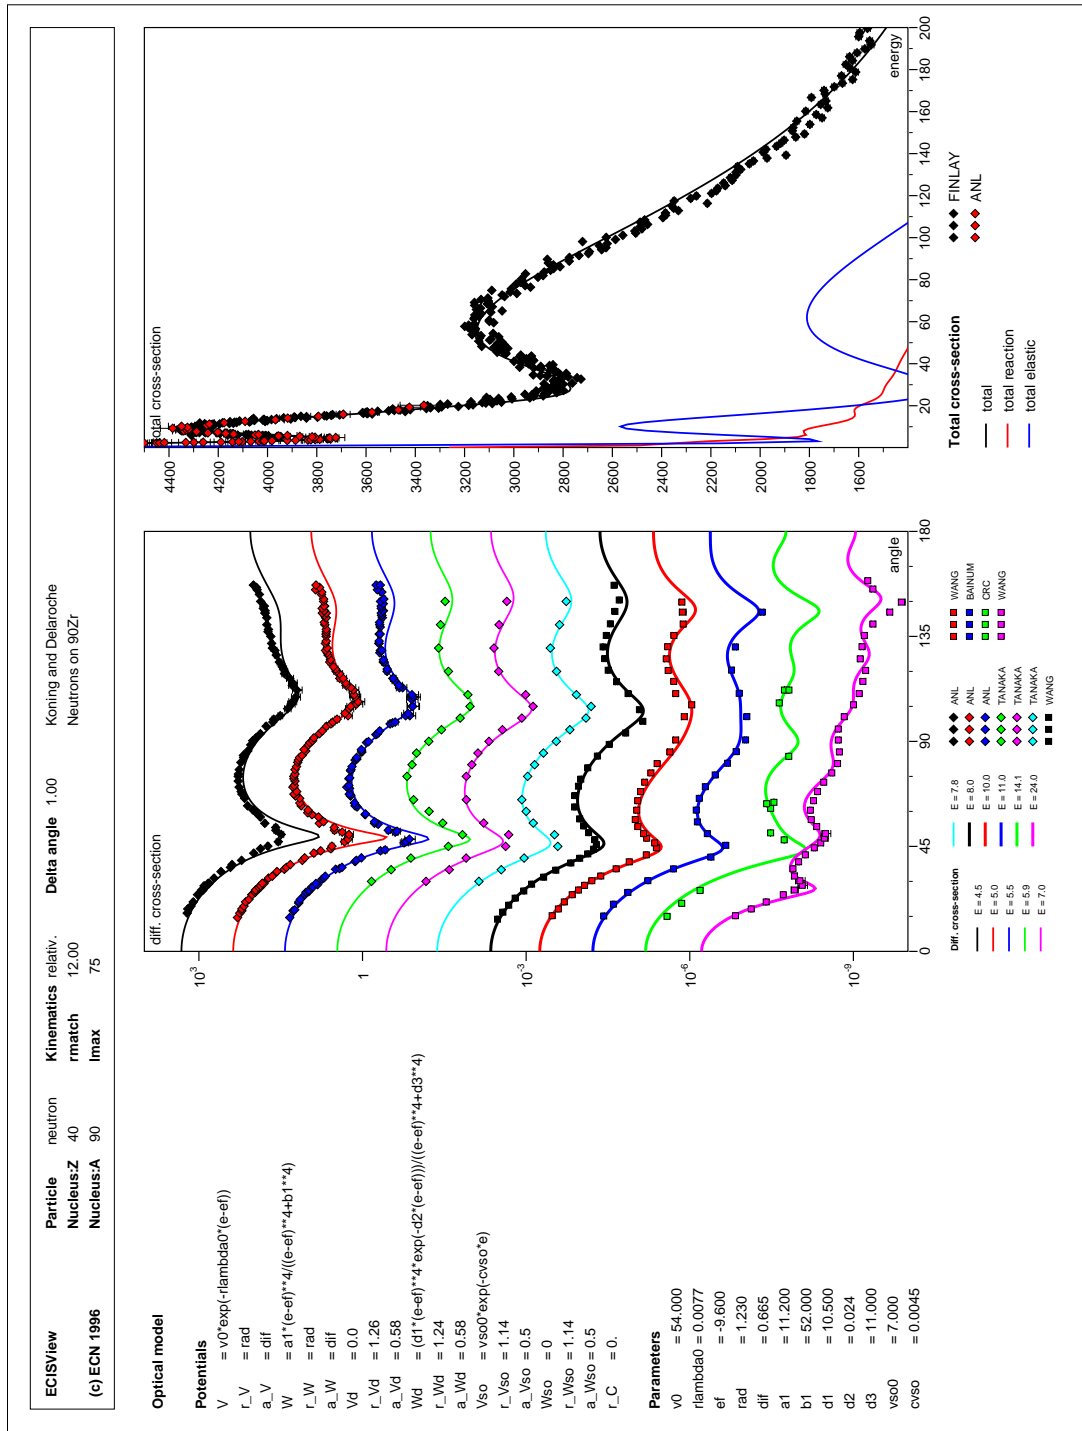 ECISView
(c) ECN 1996
Particle neutron
Nucleus:Z 40
Nucleus:A 90
Kinematics relativ.
rmatch 12.00
lmax 75
Delta angle 1.00
Koning and Delaroche
Neutrons on 90Zr
Optical model
Potentials
V = v0*exp(-rlambda0*(e-ef))
r_V = rad
a_V = dif
W = a1*(e-ef)**4/((e-ef)**4+b1**4)
r_W = rad
a_W = dif
Vd = 0.0
r_Vd = 1.26
a_Vd = 0.58
Wd = (d1*(e-ef)**4*exp(-d2*(e-ef)))/((e-ef)**4+d3**4)
r_Wd = 1.24
a_Wd = 0.58
Vso = vso0*exp(-cvso*e)
r_Vso = 1.14
a_Vso = 0.5
Wso = 0
r_Wso = 1.14
a_Wso = 0.5
r_C = 0.
Parameters
v0 = 54.000
rlambda0 = 0.0077
ef = -9.600
rad = 1.230
dif = 0.665
a1 = 11.200
b1 = 52.000
d1 = 10.500
d2 = 0.024
d3 = 11.000
vso0 = 7.000
cvso = 0.0045
diff. cross-section
10^3
1
10^-3
10^-6
10^-9
0 45 90 135 180
angle
Diff. cross-section
E = 4.5
E = 5.0
E = 5.5
E = 5.9
E = 7.0
E = 7.8
E = 8.0
E = 10.0
E = 11.0
E = 14.1
E = 24.0
ANL
ANL
ANL
TANAKA
TANAKA
TANAKA
WANG
WANG
BAINUM
CRC
WANG
total cross-section
4400
4200
4000
3800
3600
3400
3200
3000
2800
2600
2400
2200
2000
1800
1600
20 40 60 80 100 120 140 160 180 200
energy
Total cross-section
total
total reaction
total elastic
FINLAY
ANL